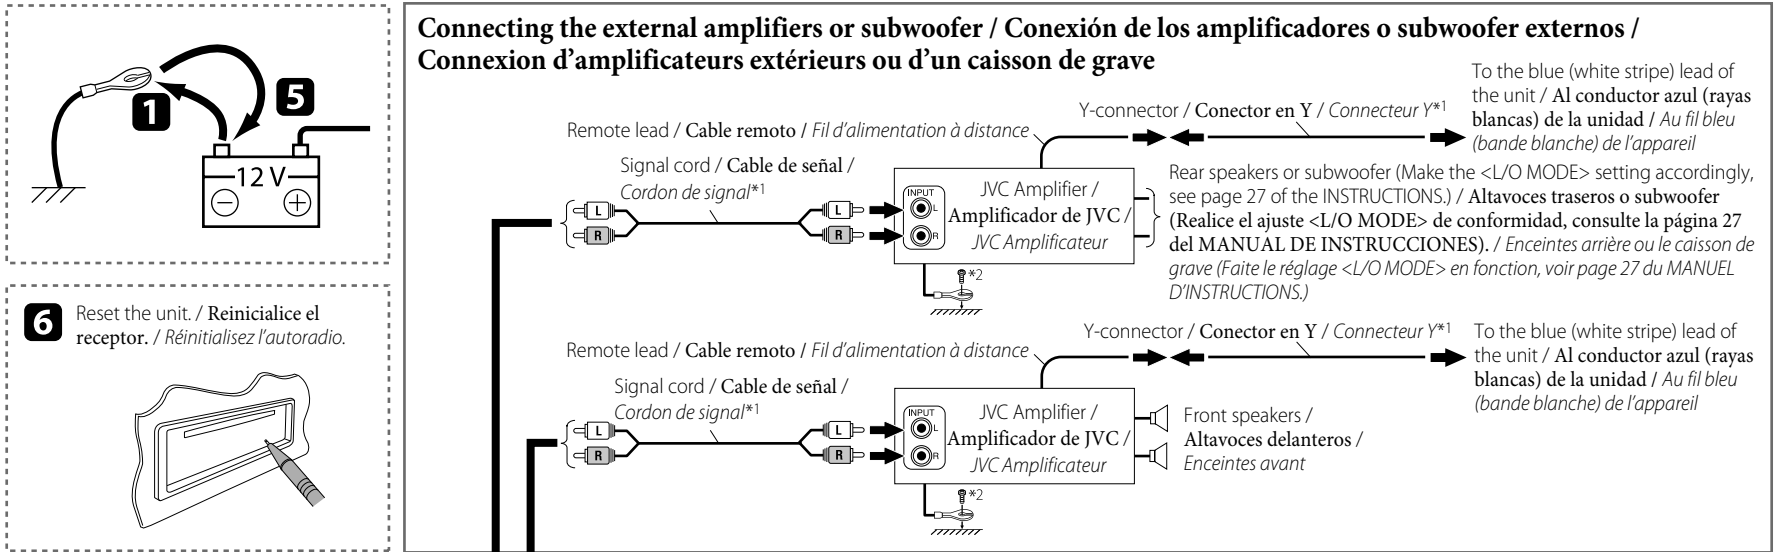 1
5
12 V
6
Reset the unit. / Reinicialice el
receptor. / Réinitialisez l'autoradio.
Connecting the external amplifiers or subwoofer / Conexión de los amplificadores o subwoofer externos /
Connexion d'amplificateurs extérieurs ou d'un caisson de grave
Remote lead / Cable remoto / Fil d'alimentation à distance
Y-connector / Conector en Y / Connecteur Y*1
To the blue (white stripe) lead of
the unit / Al conductor azul (rayas
blancas) de la unidad / Au fil bleu
(bande blanche) de l'appareil
Signal cord / Cable de señal /
Cordon de signal*1
L
R
L
R
INPUT
L
R
JVC Amplifier /
Amplificador de JVC /
JVC Amplificateur
*2
Rear speakers or subwoofer (Make the <L/O MODE> setting accordingly,
see page 27 of the INSTRUCTIONS.) / Altavoces traseros o subwoofer
(Realice el ajuste <L/O MODE> de conformidad, consulte la página 27
del MANUAL DE INSTRUCCIONES). / Enceintes arrière ou le caisson de
grave (Faite le réglage <L/O MODE> en fonction, voir page 27 du MANUEL
D'INSTRUCTIONS.)
Remote lead / Cable remoto / Fil d'alimentation à distance
Y-connector / Conector en Y / Connecteur Y*1
To the blue (white stripe) lead of
the unit / Al conductor azul (rayas
blancas) de la unidad / Au fil bleu
(bande blanche) de l'appareil
Signal cord / Cable de señal /
Cordon de signal*1
L
R
L
R
INPUT
L
R
JVC Amplifier /
Amplificador de JVC /
JVC Amplificateur
*2
Front speakers /
Altavoces delanteros /
Enceintes avant